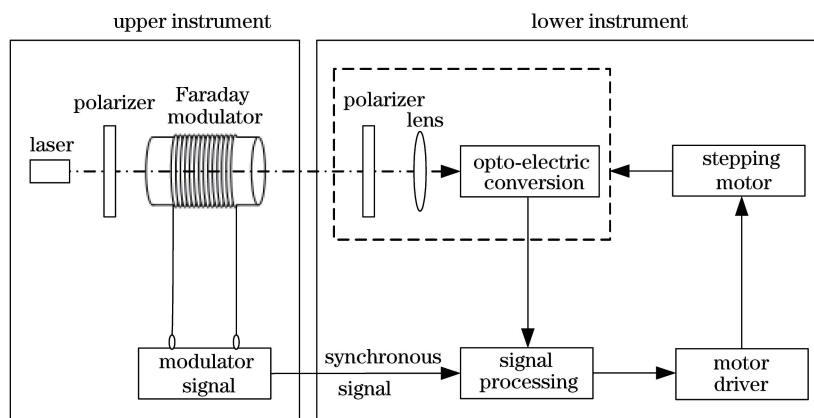 upper instrument
lower instrument
laser
polarizer
Faraday
modulator
polarizer
lens
opto-electric
conversion
stepping
motor
modulator
signal
synchronous
signal
signal
processing
motor
driver